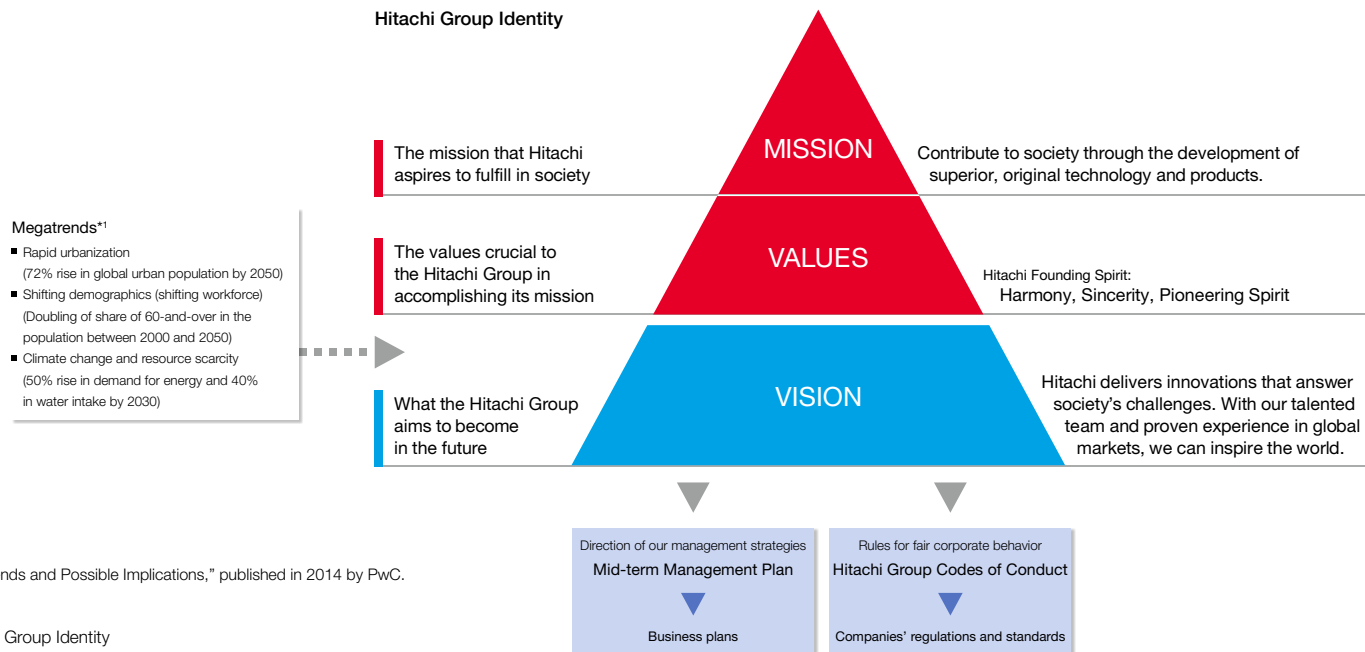 Hitachi Group Identity
MISSION
The mission that Hitachi
aspires to fulfill in society
Contribute to society through the development of
superior, original technology and products.
Megatrends*1
■ Rapid urbanization
(72% rise in global urban population by 2050)
■ Shifting demographics (shifting workforce)
(Doubling of share of 60-and-over in the
population between 2000 and 2050)
■ Climate change and resource scarcity
(50% rise in demand for energy and 40%
in water intake by 2030)
The values crucial to
the Hitachi Group in
accomplishing its mission
VALUES
Hitachi Founding Spirit:
Harmony, Sincerity, Pioneering Spirit
What the Hitachi Group
aims to become
in the future
VISION
Hitachi delivers innovations that answer
society's challenges. With our talented
team and proven experience in global
markets, we can inspire the world.
Direction of our management strategies
Mid-term Management Plan
Business plans
Rules for fair corporate behavior
Hitachi Group Codes of Conduct
Companies' regulations and standards
and Possible Implications," published in 2014 by PwC.
Group Identity